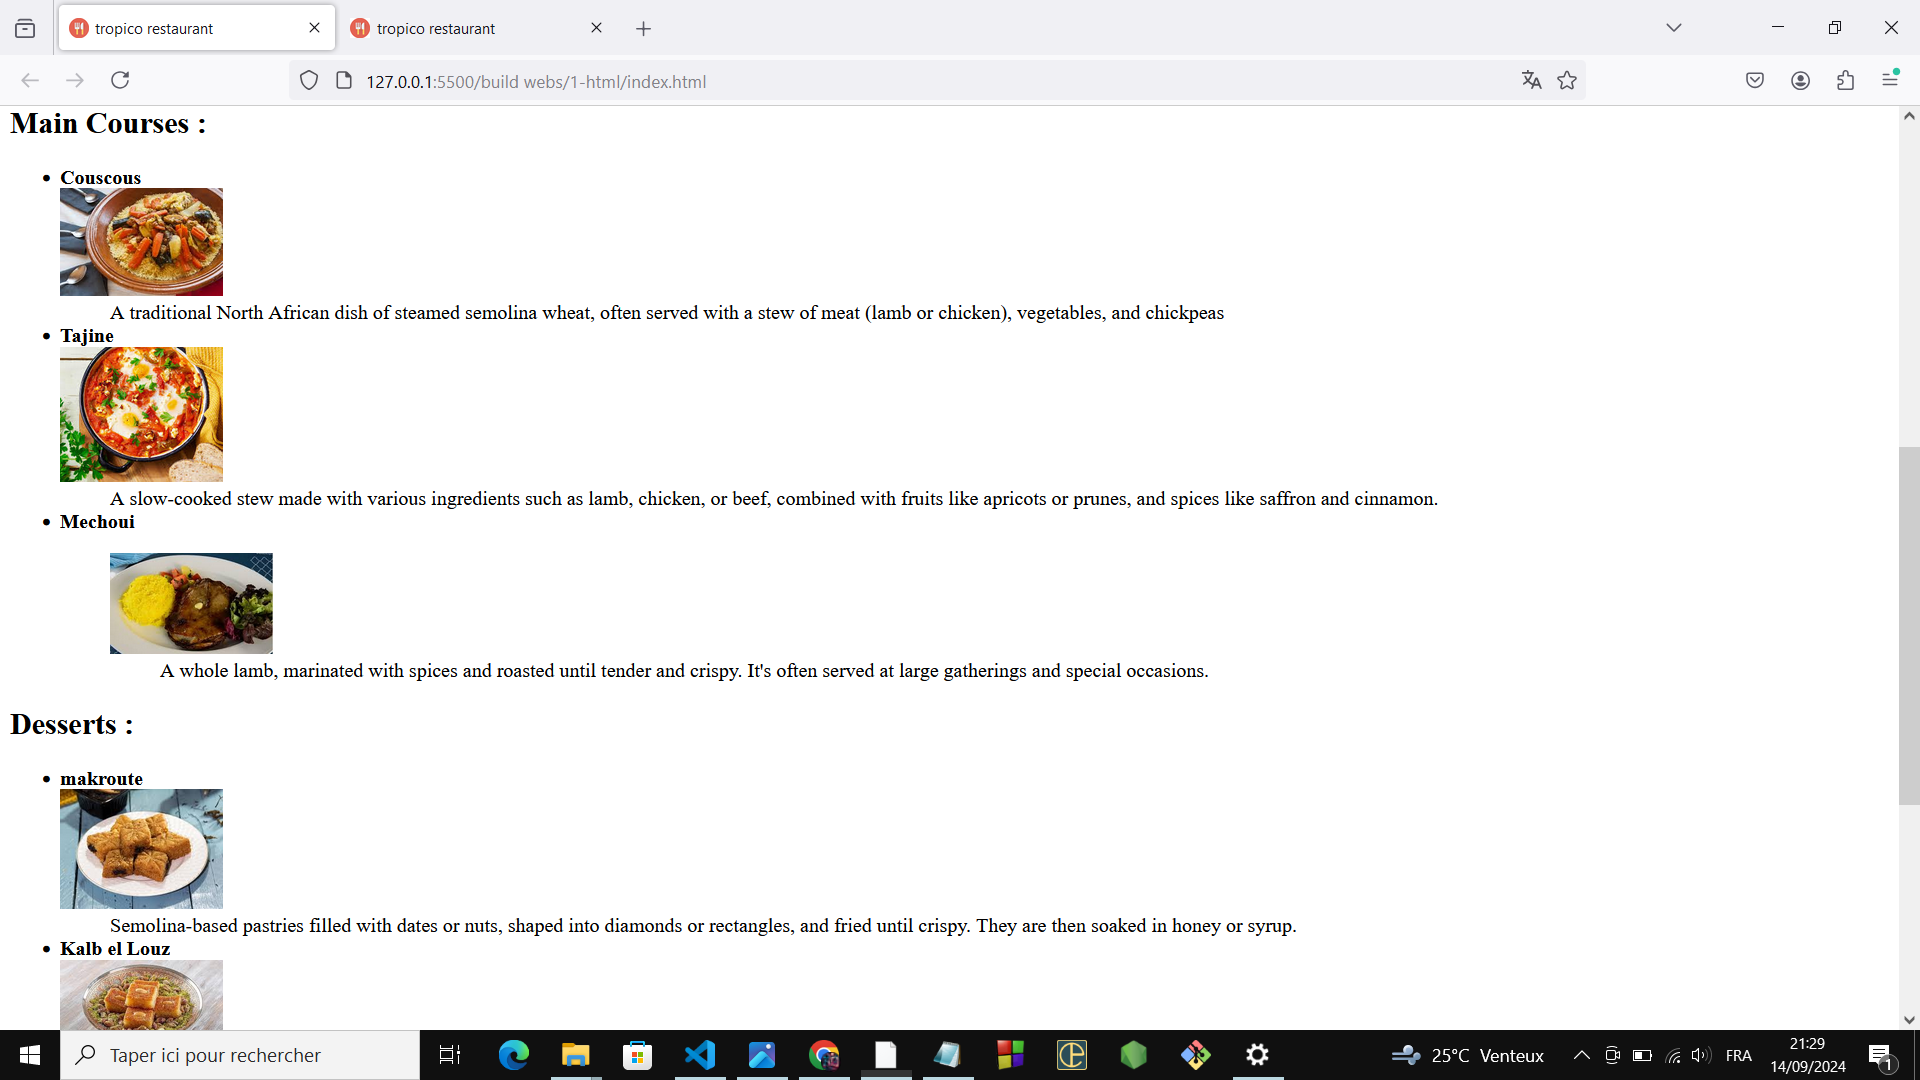 tropico restaurant
tropico restaurant
127.0.0.1:5500/build webs/1-html/index.html
Main Courses :
Couscous
A traditional North African dish of steamed semolina wheat, often served with a stew of meat (lamb or chicken), vegetables, and chickpeas
Tajine
A slow-cooked stew made with various ingredients such as lamb, chicken, or beef, combined with fruits like apricots or prunes, and spices like saffron and cinnamon.
Mechoui
A whole lamb, marinated with spices and roasted until tender and crispy. It's often served at large gatherings and special occasions.
Desserts :
makroute
Semolina-based pastries filled with dates or nuts, shaped into diamonds or rectangles, and fried until crispy. They are then soaked in honey or syrup.
Kalb el Louz
Taper ici pour rechercher
25°C Venteux
FRA
21:29
14/09/2024
1